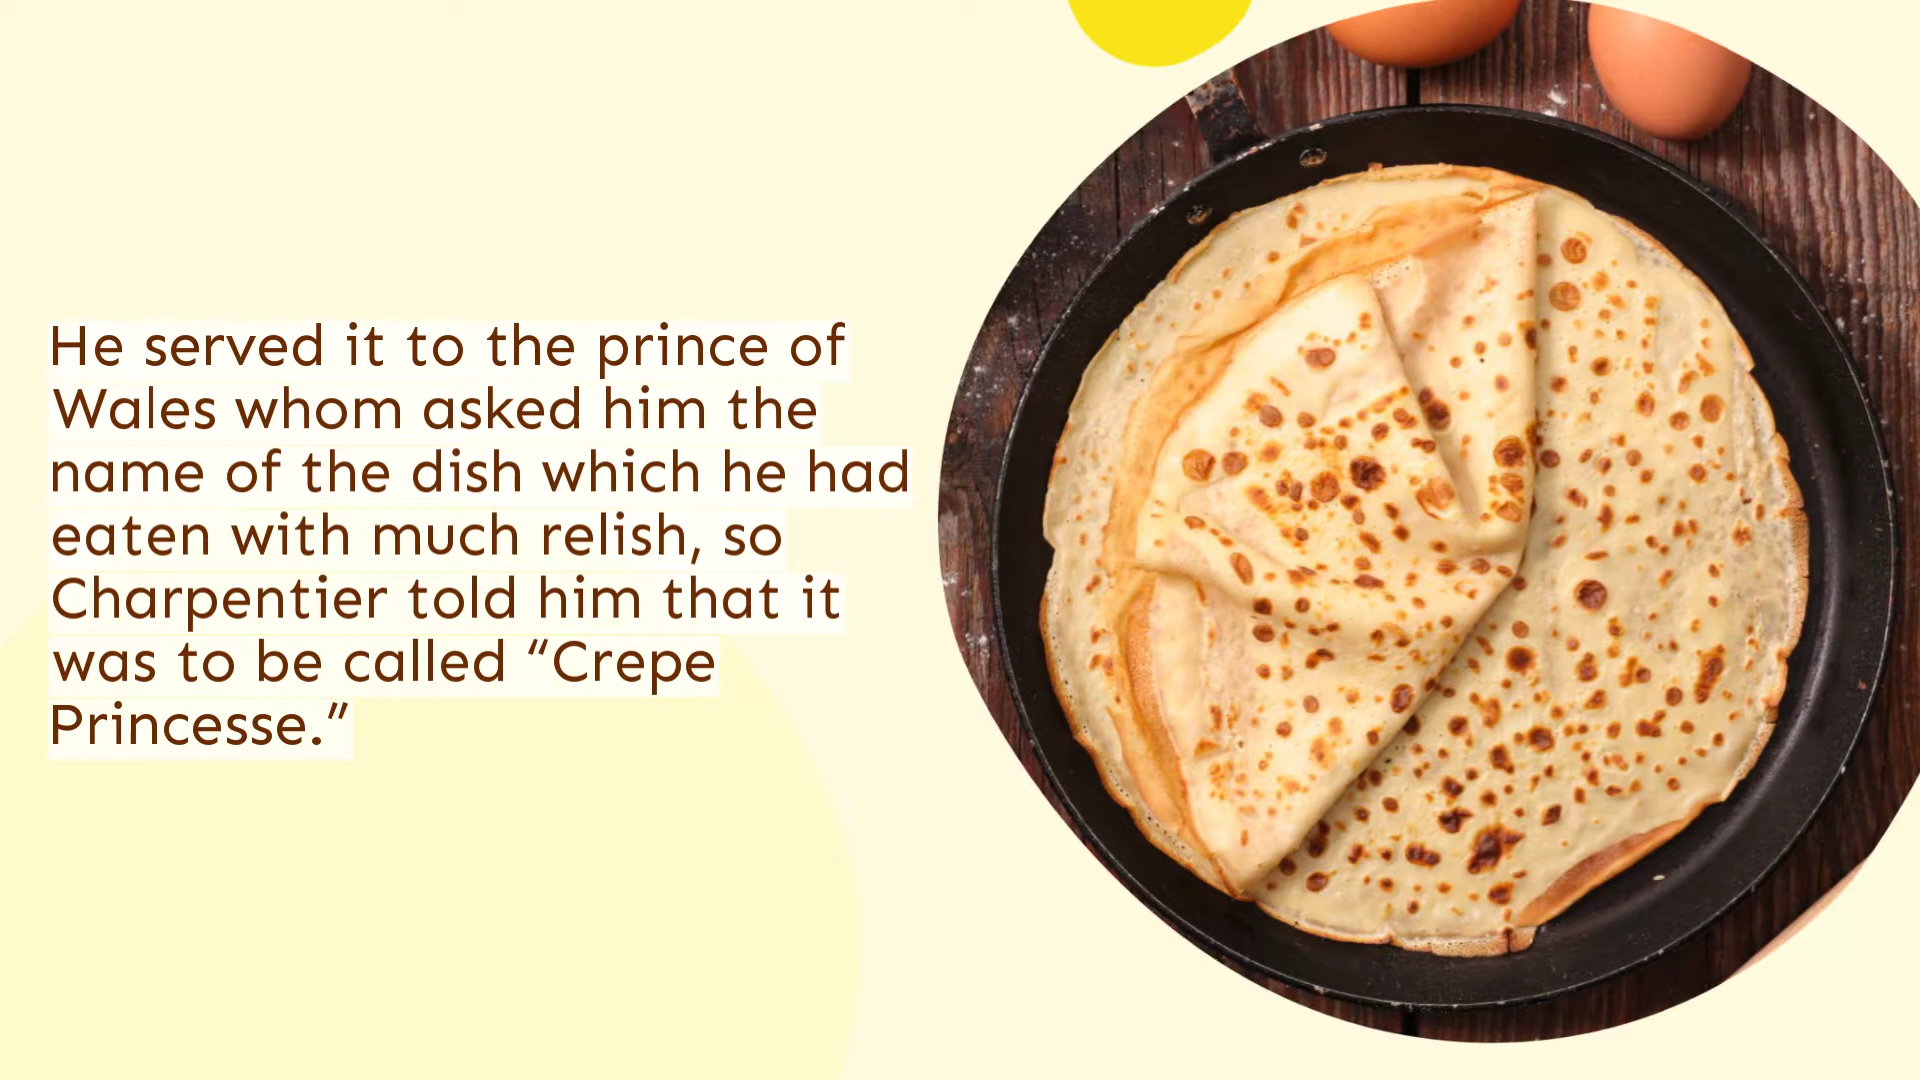 He served it to the prince of
Wales whom asked him the
name of the dish which he had
eaten with much relish, so
Charpentier told him that it
was to be called “Crepe
Princesse.”